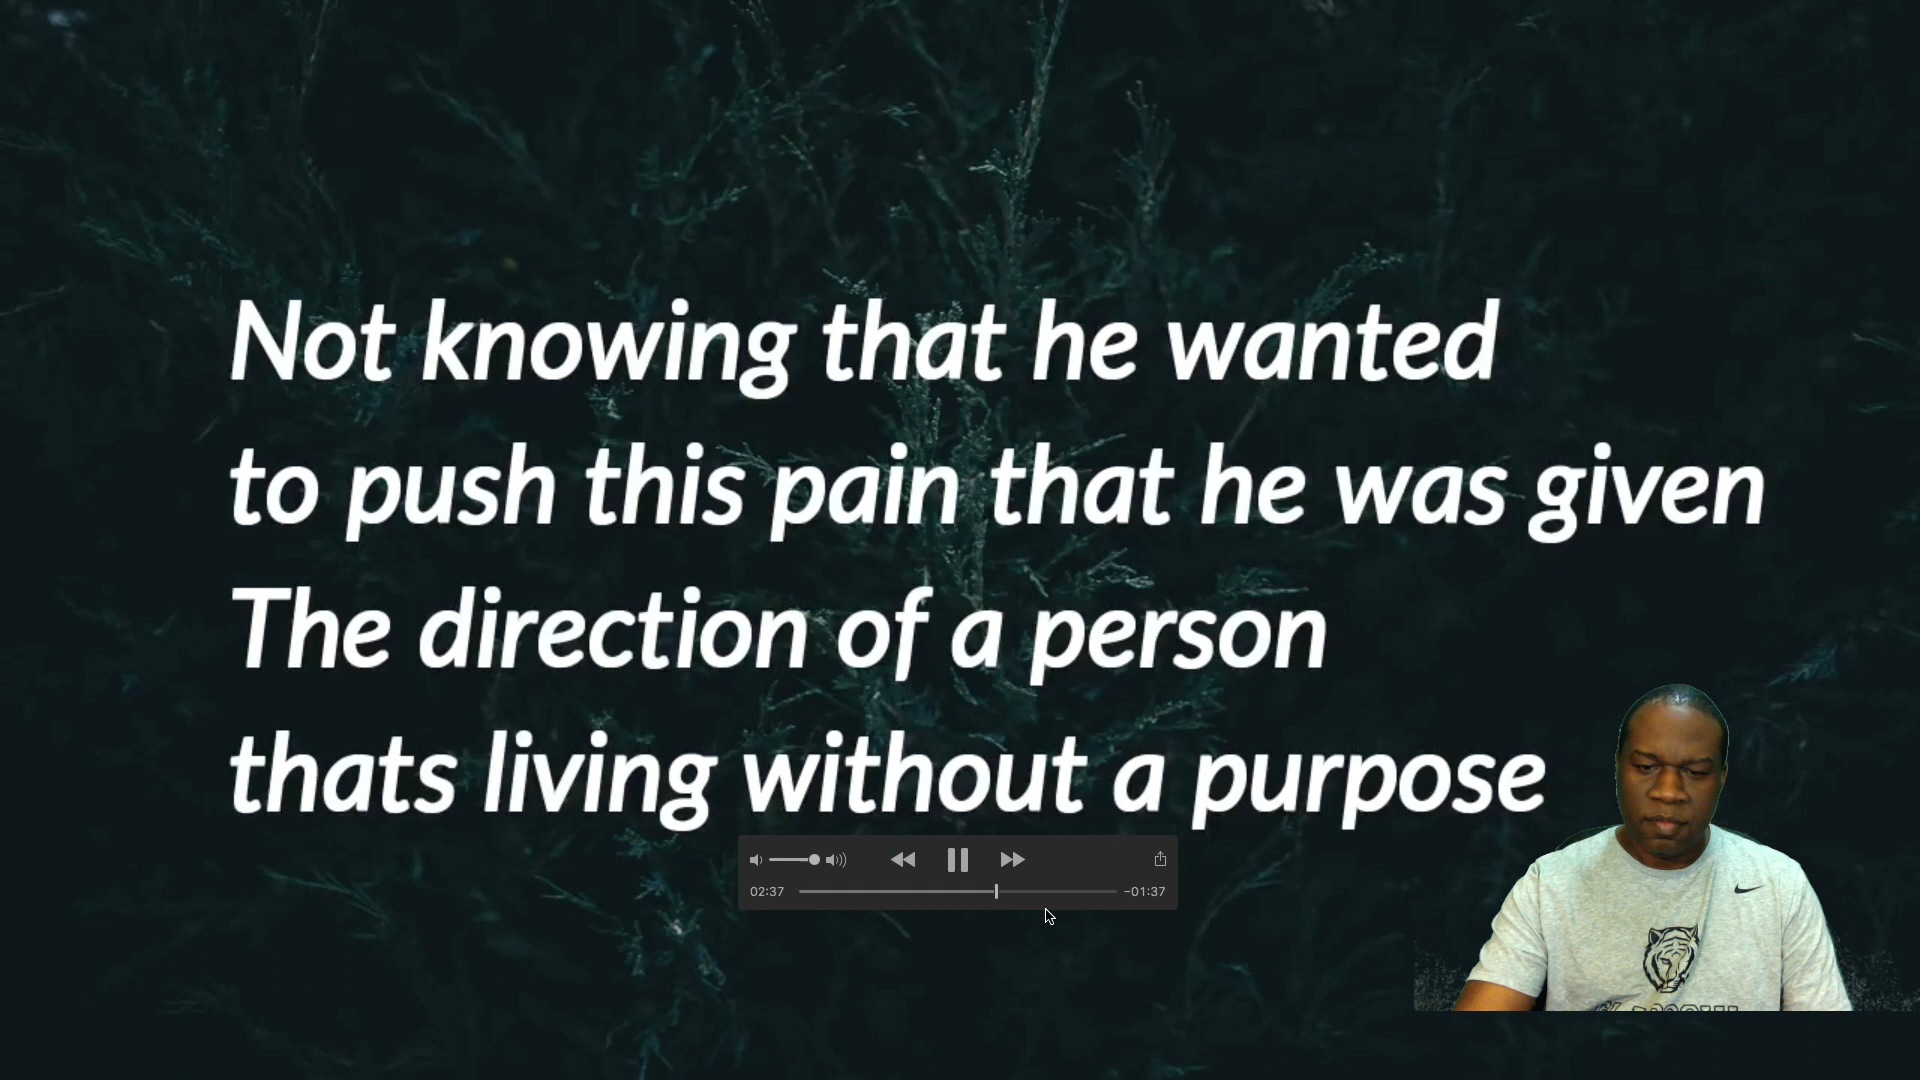 Not knowing that he wanted
to push this pain that he was given
The direction of a person
thats living without a purpose
02:37
-01:37